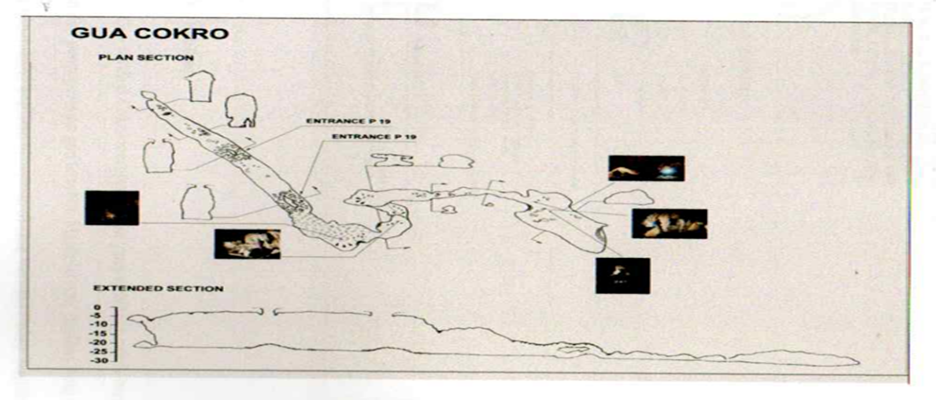 GUA COKRO
PLAN SECTION
ENTRANCE P 19
ENTRANCE P 19
EXTENDED SECTION
0
-5
-10
-15
-20
-25
-30